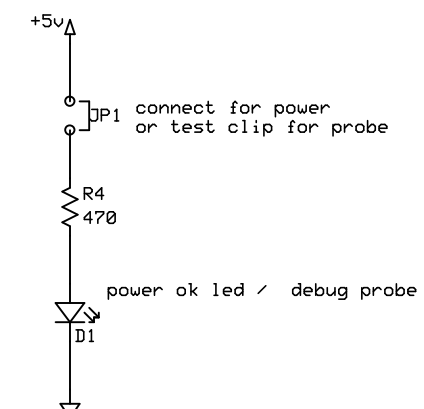 +5v
JP1
connect for power
or test clip for probe
R4
470
power ok led / debug probe
D1